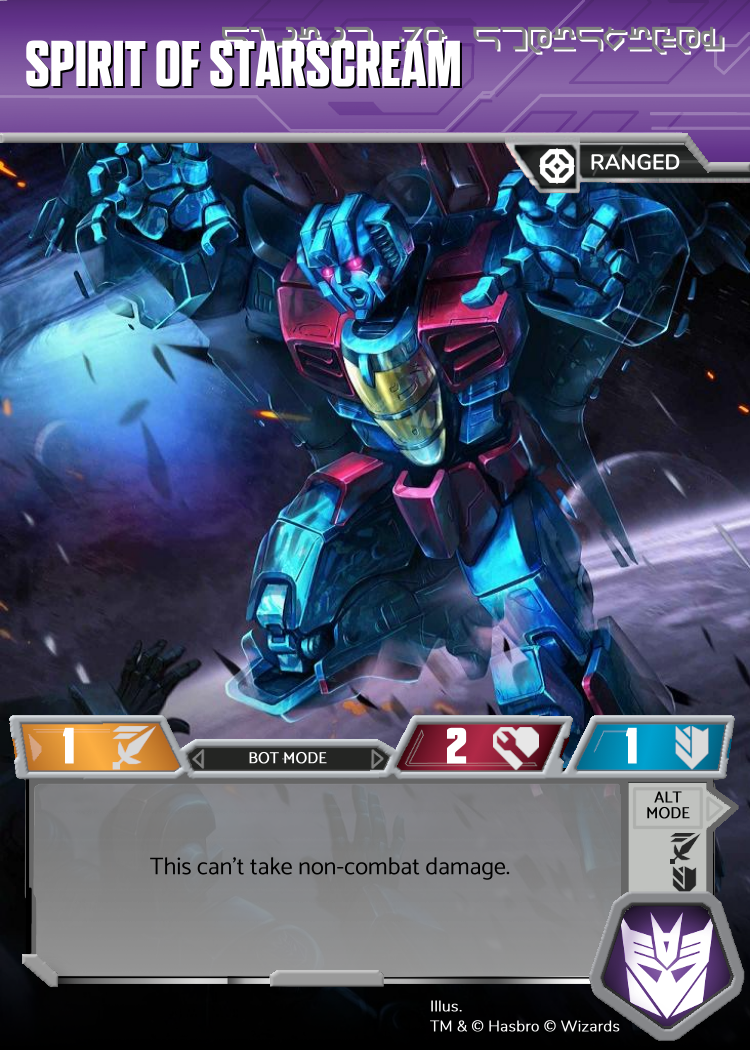 SPIRIT OF STARSCREAM
RANGED
1
BOT MODE
2
1
ALT
MODE
This can't take non-combat damage.
Illus.
TM & © Hasbro © Wizards